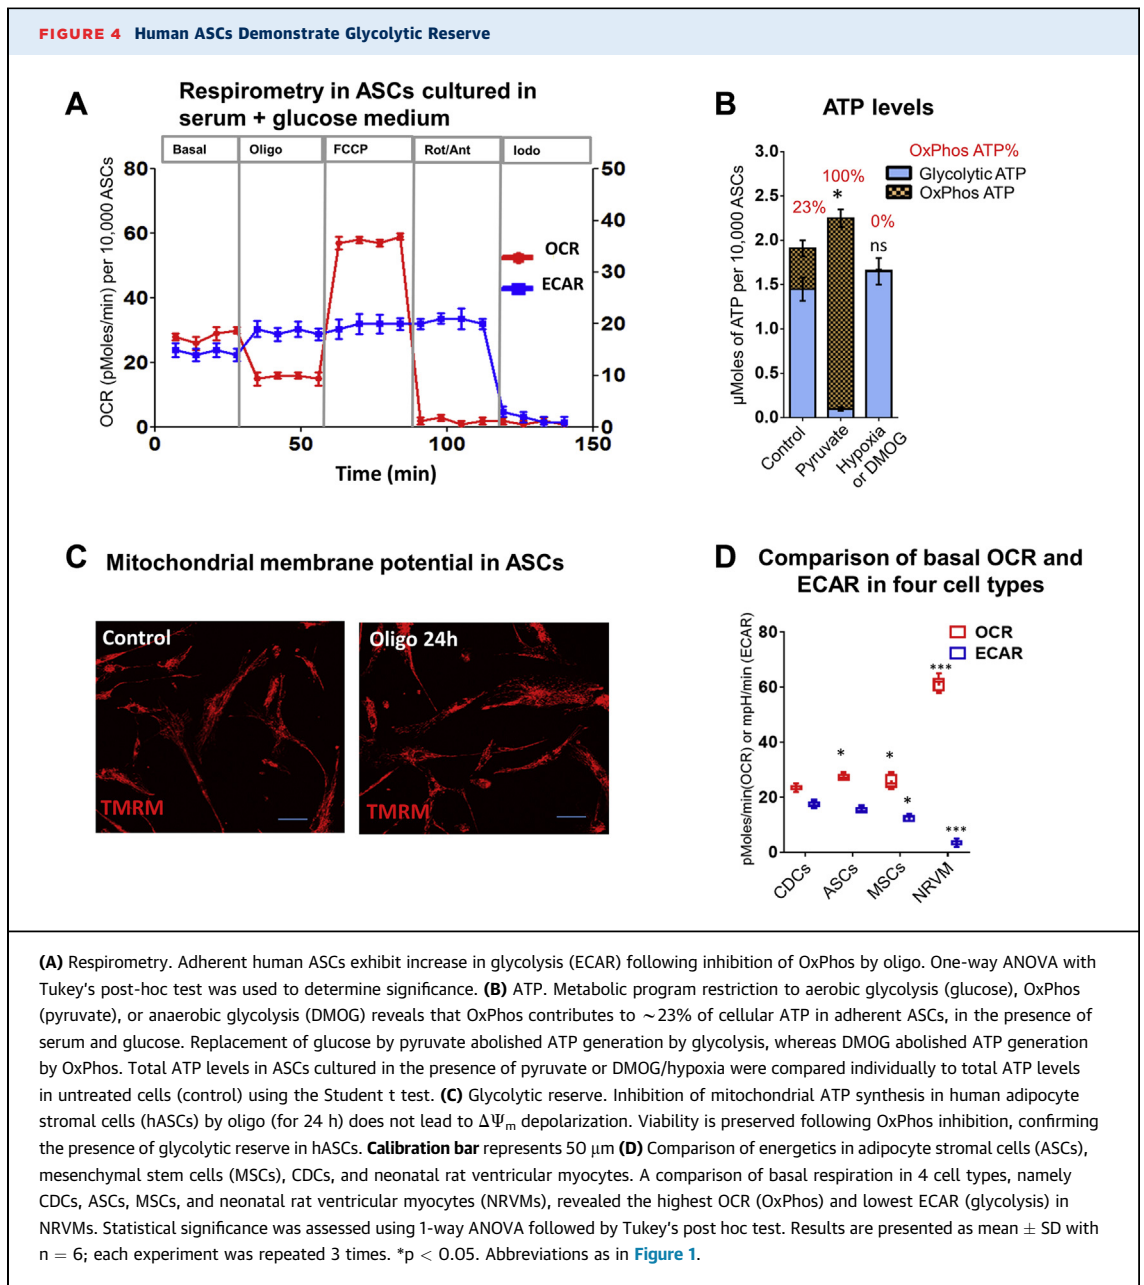 FIGURE 4 Human ASCs Demonstrate Glycolytic Reserve
A
Respirometry in ASCs cultured in
serum + glucose medium
Basal Oligo FCCP Rot/Ant Iodo
OCR (pMoles/min) per 10,000 ASCs
80
60
40
20
0
50
40
30
20
10
0
OCR
ECAR
0 50 100 150
Time (min)
B
ATP levels
µMoles of ATP per 10,000 ASCs
3.0
2.5
2.0
1.5
1.0
0.5
0.0
OxPhos ATP%
Glycolytic ATP
OxPhos ATP
23%
100%
*
0%
ns
Control
Pyruvate
Hypoxia
or DMOG
C
Mitochondrial membrane potential in ASCs
Control
TMRM
Oligo 24h
TMRM
D
Comparison of basal OCR and
ECAR in four cell types
pMoles/min(OCR) or mpH/min (ECAR)
80
60
40
20
0
OCR
ECAR
*
*
*
***
***
CDCs
ASCs
MSCs
NRVM
(A) Respirometry. Adherent human ASCs exhibit increase in glycolysis (ECAR) following inhibition of OxPhos by oligo. One-way ANOVA with
Tukey's post-hoc test was used to determine significance. (B) ATP. Metabolic program restriction to aerobic glycolysis (glucose), OxPhos
(pyruvate), or anaerobic glycolysis (DMOG) reveals that OxPhos contributes to ∼23% of cellular ATP in adherent ASCs, in the presence of
serum and glucose. Replacement of glucose by pyruvate abolished ATP generation by glycolysis, whereas DMOG abolished ATP generation
by OxPhos. Total ATP levels in ASCs cultured in the presence of pyruvate or DMOG/hypoxia were compared individually to total ATP levels
in untreated cells (control) using the Student t test. (C) Glycolytic reserve. Inhibition of mitochondrial ATP synthesis in human adipocyte
stromal cells (hASCs) by oligo (for 24 h) does not lead to ΔΨm depolarization. Viability is preserved following OxPhos inhibition, confirming
the presence of glycolytic reserve in hASCs. Calibration bar represents 50 µm (D) Comparison of energetics in adipocyte stromal cells (ASCs),
mesenchymal stem cells (MSCs), CDCs, and neonatal rat ventricular myocytes. A comparison of basal respiration in 4 cell types, namely
CDCs, ASCs, MSCs, and neonatal rat ventricular myocytes (NRVMs), revealed the highest OCR (OxPhos) and lowest ECAR (glycolysis) in
NRVMs. Statistical significance was assessed using 1-way ANOVA followed by Tukey's post hoc test. Results are presented as mean ± SD with
n = 6; each experiment was repeated 3 times. *p < 0.05. Abbreviations as in Figure 1.